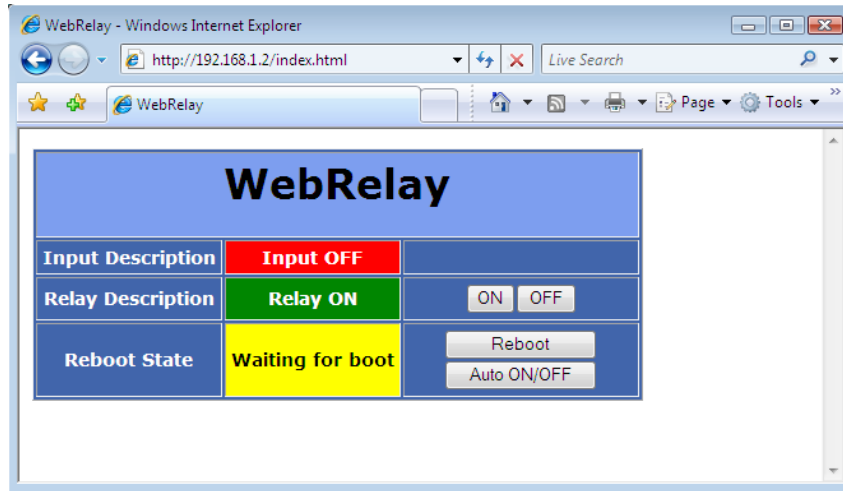 WebRelay - Windows Internet Explorer
http://192.168.1.2/index.html
Live Search
WebRelay
Page
Tools
WebRelay
Input Description Input OFF
Relay Description Relay ON ON OFF
Reboot State Waiting for boot Reboot
Auto ON/OFF